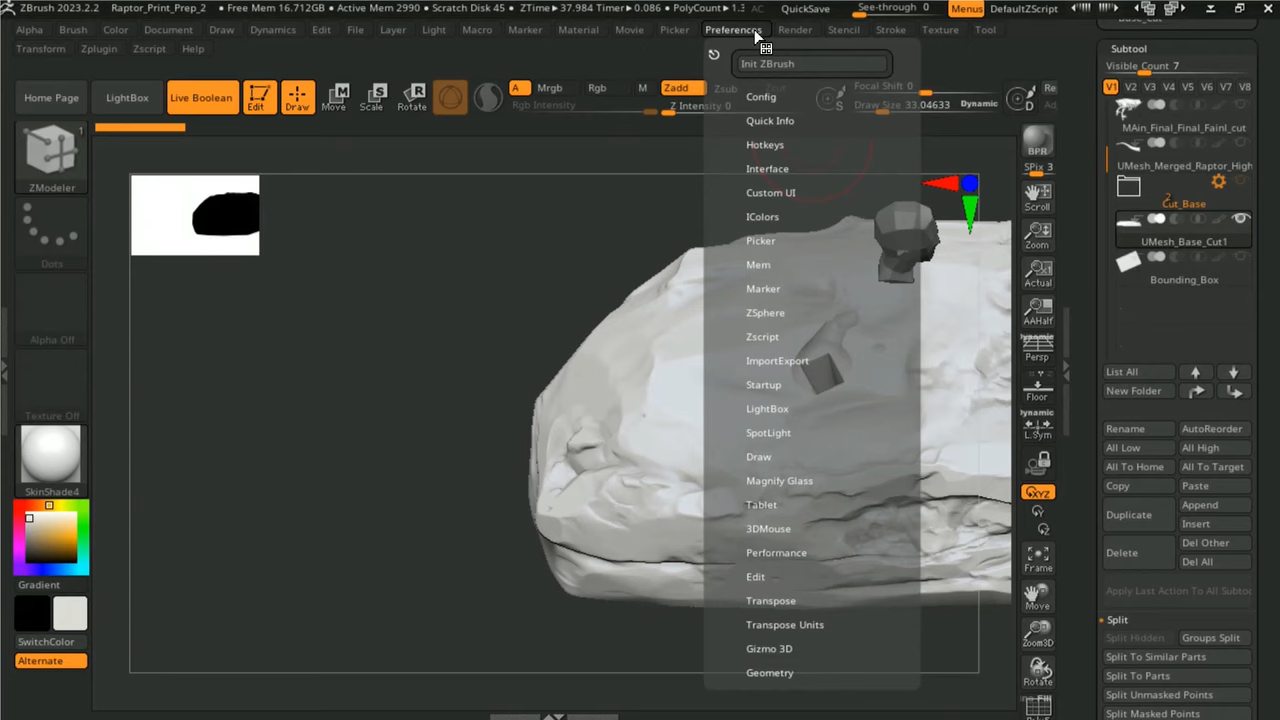 ZBrush 2023.2.2 Raptor_Print_Prep_2 • Free Mem 16.712GB • Active Mem 2990 • Scratch Disk 45 • ZTime▸37.984 Timer▸0.086 • PolyCount▸1.3 AC QuickSave See-through 0 Menus DefaultZScript
Alpha Brush Color Document Draw Dynamics Edit File Layer Light Macro Marker Material Movie Picker Preferences Render Stencil Stroke Texture Tool
Transform Zplugin Zscript Help
Home Page LightBox Live Boolean Edit Draw Move Scale Rotate A Mrgb Rgb M Zadd Zsub
Rgb Intensity Z Intensity 0 Focal Shift 0 Draw Size 33.04633 Dynamic S D Re Ad
ZModeler 1
Dots
Alpha Off
Texture Off
SkinShade4
Gradient
SwitchColor
Alternate
Init ZBrush
Config
Quick Info
Hotkeys
Interface
Custom UI
IColors
Picker
Mem
Marker
ZSphere
Zscript
ImportExport
Startup
LightBox
SpotLight
Draw
Magnify Glass
Tablet
3DMouse
Performance
Edit
Transpose
Transpose Units
Gizmo 3D
Geometry
BPR
SPix 3
Scroll
Zoom
Actual
AAHalf
Dynamic
Persp
Floor
Dynamic
L.Sym
XYZ
Y
Z
Frame
Move
Zoom3D
Rotate
Base_Cut
Subtool
Visible Count 7
V1 V2 V3 V4 V5 V6 V7 V8
MAin_Final_Final_Fainl_cut
UMesh_Merged_Raptor_High
2
Cut_Base
UMesh_Base_Cut1
Bounding_Box
List All
New Folder
Rename AutoReorder
All Low All High
All To Home All To Target
Copy Paste
Duplicate Append
Insert
Delete Del Other
Del All
Apply Last Action To All Subtoo
Split
Split Hidden Groups Split
Split To Similar Parts
Split To Parts
Split Unmasked Points
Split Masked Points